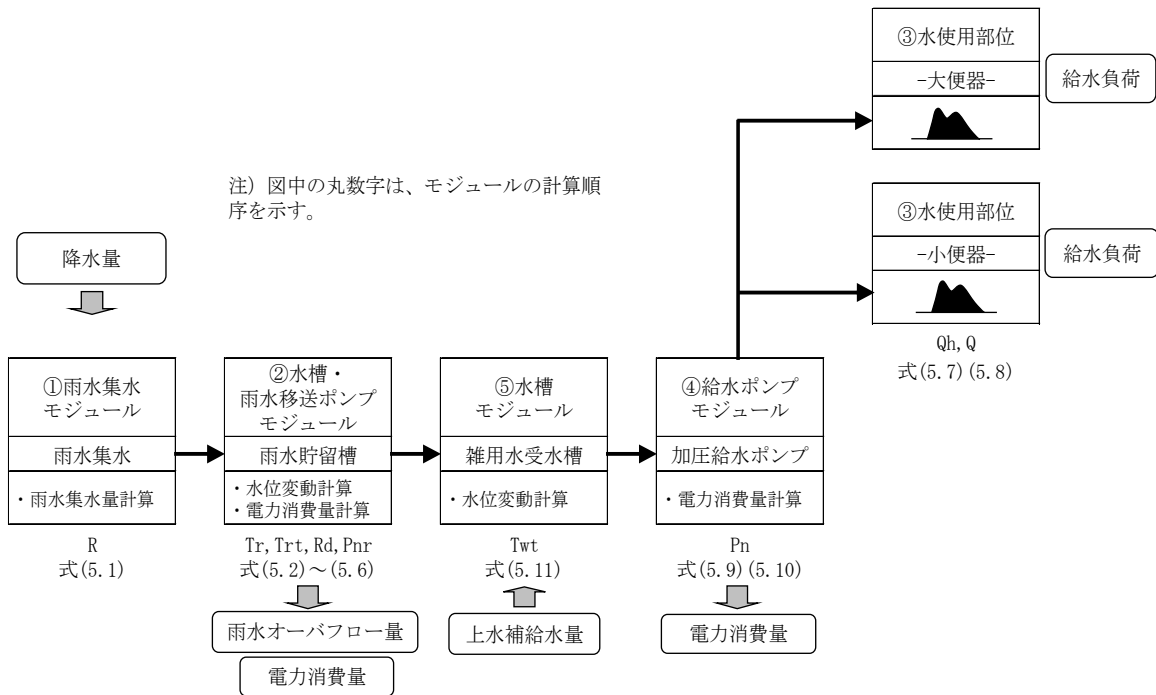 ③水使用部位
-大便器-
給水負荷
注) 図中の丸数字は、モジュールの計算順
序を示す。
③水使用部位
-小便器-
給水負荷
Qh,Q
式(5.7)(5.8)
降水量
①雨水集水
モジュール
雨水集水
・雨水集水量計算
R
式(5.1)
②水槽・
雨水移送ポンプ
モジュール
雨水貯留槽
・水位変動計算
・電力消費量計算
Tr,Trt,Rd,Pnr
式(5.2)～(5.6)
雨水オーバフロー量
電力消費量
⑤水槽
モジュール
雑用水受水槽
・水位変動計算
Twt
式(5.11)
上水補給水量
④給水ポンプ
モジュール
加圧給水ポンプ
・電力消費量計算
Pn
式(5.9)(5.10)
電力消費量